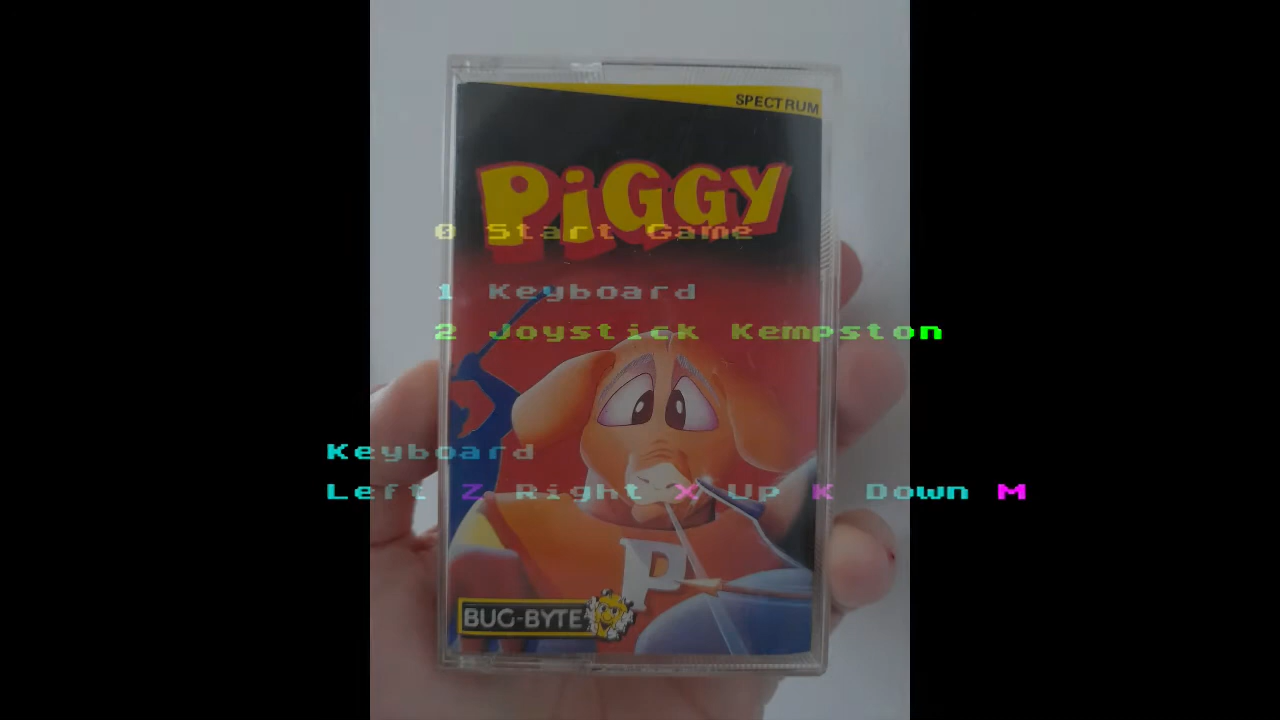 SPECTRUM
PiGGY
0 Start Game
1 Keyboard
2 Joystick Kempston
Keyboard
Left Z Right X Up K Down M
P
BUG-BYTE